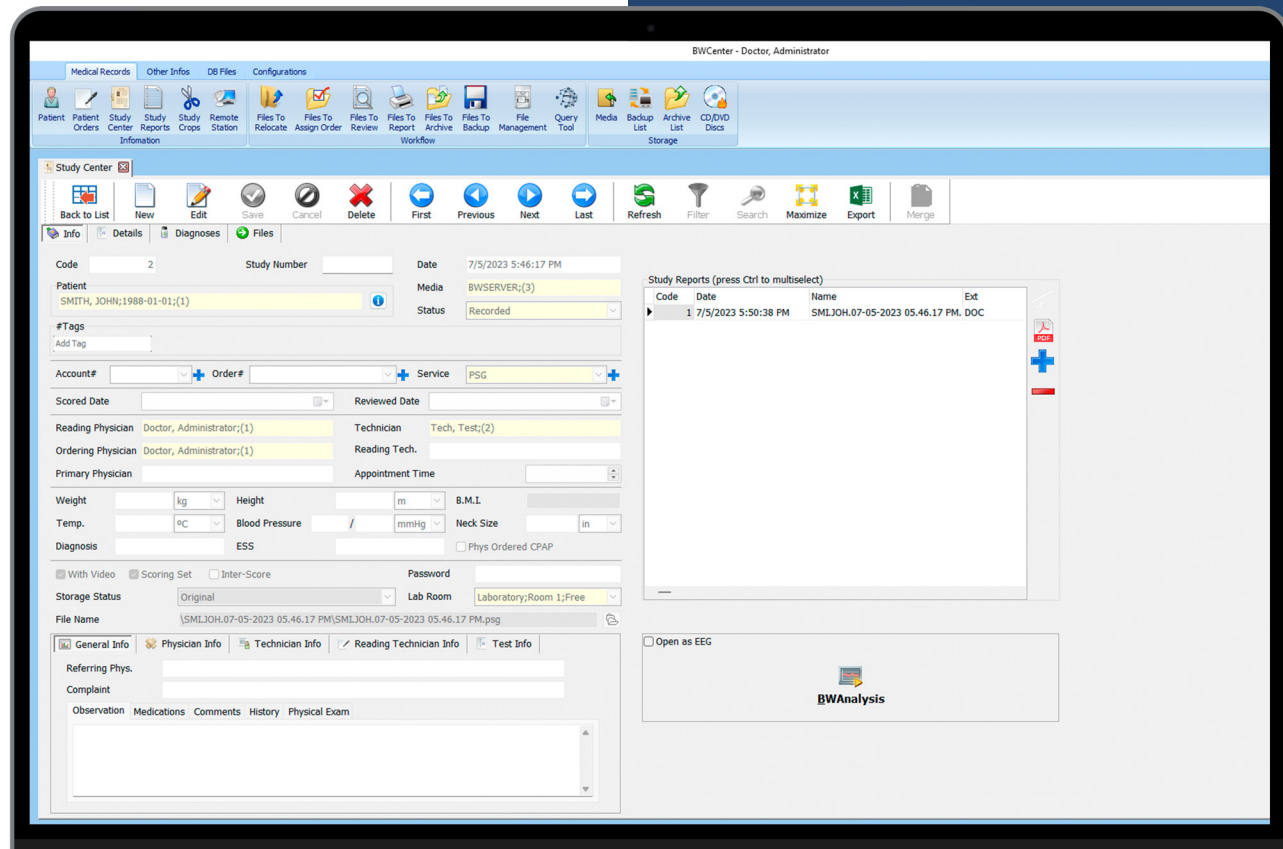 BWCenter - Doctor, Administrator
Medical Records Other Infos DB Files Configurations
Patient Patient Orders Study Center Study Reports Study Crops Remote Station Files To Relocate Files To Assign Order Files To Review Files To Report Files To Archive Files To Backup File Management Query Tool Media Backup List Archive List CD/DVD Discs
Infomation Workflow Storage
Study Center
Back to List New Edit Save Cancel Delete First Previous Next Last Refresh Filter Search Maximize Export Merge
Info Details Diagnoses Files
Code 2 Study Number Date 7/5/2023 5:46:17 PM
Patient
SMITH, JOHN;1988-01-01;(1)
Media BWSERVER;(3)
Status Recorded
#Tags
Add Tag
Account# Order# Service PSG
Scored Date Reviewed Date
Reading Physician Doctor, Administrator;(1) Technician Tech, Test;(2)
Ordering Physician Doctor, Administrator;(1) Reading Tech.
Primary Physician Appointment Time
Weight kg Height m B.M.I.
Temp. ºC Blood Pressure / mmHg Neck Size in
Diagnosis ESS Phys Ordered CPAP
With Video Scoring Set Inter-Score Password
Storage Status Original Lab Room Laboratory;Room 1;Free
File Name \SMI.JOH.07-05-2023 05.46.17 PM\SMI.JOH.07-05-2023 05.46.17 PM.psg
General Info Physician Info Technician Info Reading Technician Info Test Info
Referring Phys.
Complaint
Observation Medications Comments History Physical Exam
Study Reports (press Ctrl to multiselect)
Code Date Name Ext
1 7/5/2023 5:50:38 PM SMI.JOH.07-05-2023 05.46.17 PM. DOC
PDF
Open as EEG
BWAnalysis